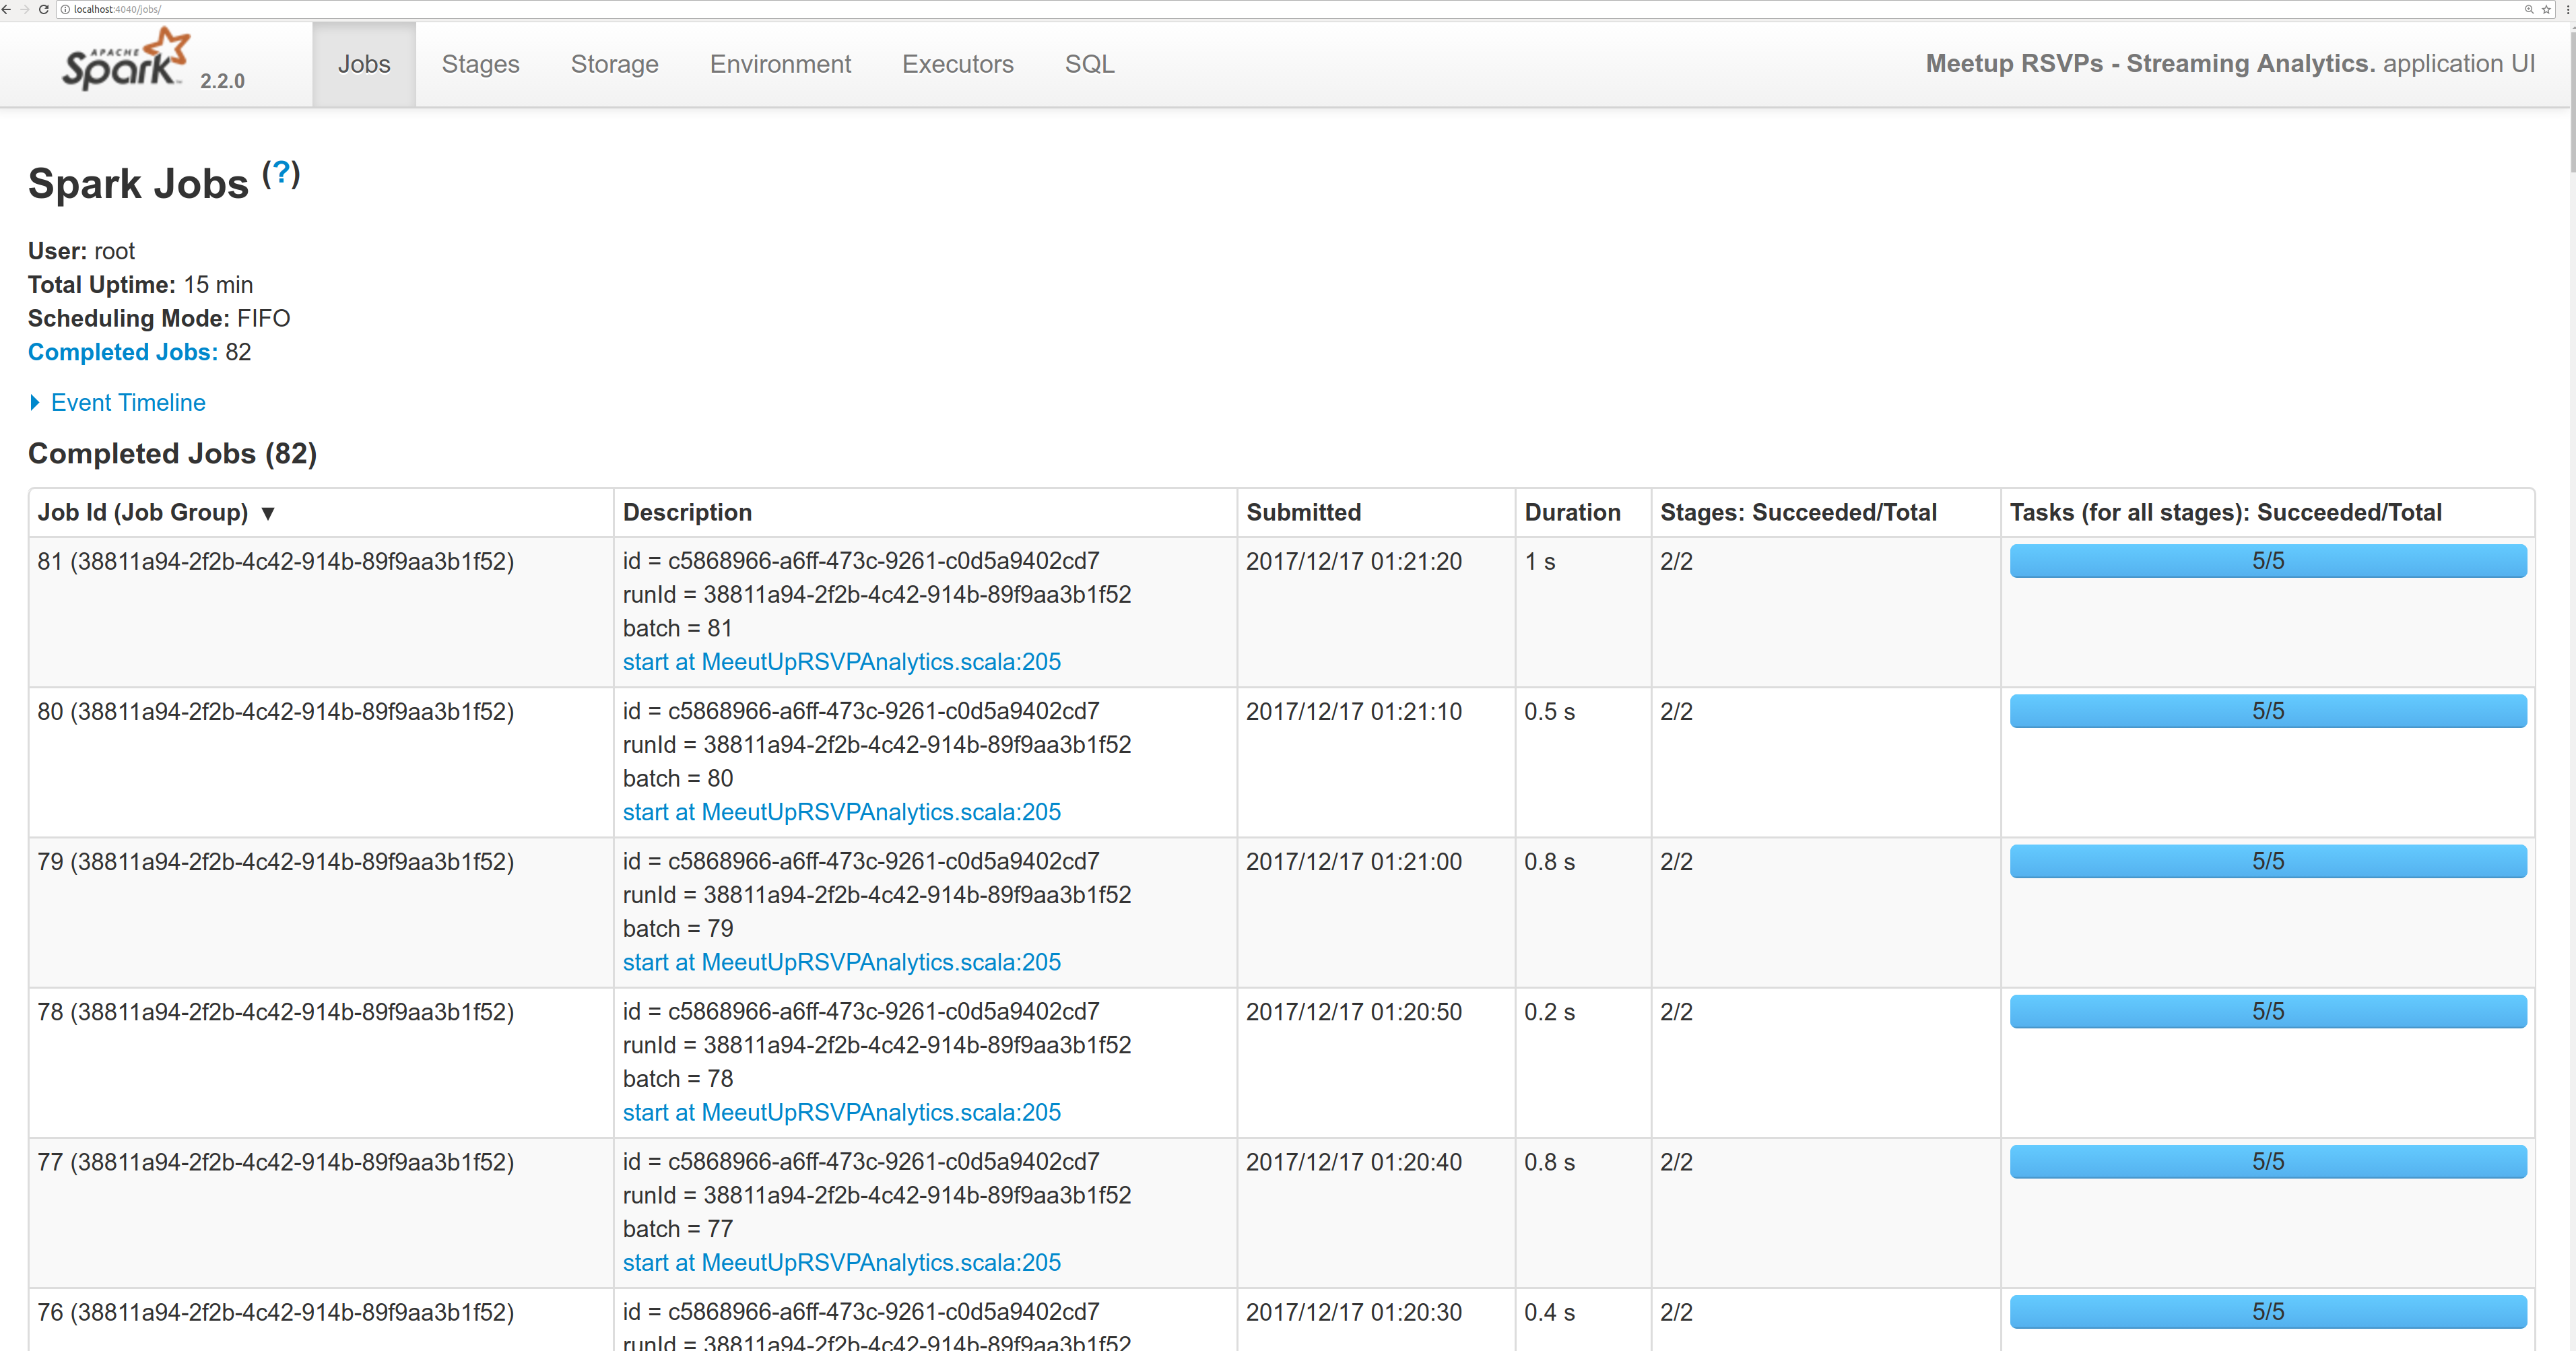 localhost:4040/jobs/
APACHE Spark 2.2.0 Jobs Stages Storage Environment Executors SQL Meetup RSVPs - Streaming Analytics. application UI
Spark Jobs (?)
User: root
Total Uptime: 15 min
Scheduling Mode: FIFO
Completed Jobs: 82
Event Timeline
Completed Jobs (82)
Job Id (Job Group) ▼ Description Submitted Duration Stages: Succeeded/Total Tasks (for all stages): Succeeded/Total
81 (38811a94-2f2b-4c42-914b-89f9aa3b1f52) id = c5868966-a6ff-473c-9261-c0d5a9402cd7 2017/12/17 01:21:20 1 s 2/2 5/5
runId = 38811a94-2f2b-4c42-914b-89f9aa3b1f52
batch = 81
start at MeeutUpRSVPAnalytics.scala:205
80 (38811a94-2f2b-4c42-914b-89f9aa3b1f52) id = c5868966-a6ff-473c-9261-c0d5a9402cd7 2017/12/17 01:21:10 0.5 s 2/2 5/5
runId = 38811a94-2f2b-4c42-914b-89f9aa3b1f52
batch = 80
start at MeeutUpRSVPAnalytics.scala:205
79 (38811a94-2f2b-4c42-914b-89f9aa3b1f52) id = c5868966-a6ff-473c-9261-c0d5a9402cd7 2017/12/17 01:21:00 0.8 s 2/2 5/5
runId = 38811a94-2f2b-4c42-914b-89f9aa3b1f52
batch = 79
start at MeeutUpRSVPAnalytics.scala:205
78 (38811a94-2f2b-4c42-914b-89f9aa3b1f52) id = c5868966-a6ff-473c-9261-c0d5a9402cd7 2017/12/17 01:20:50 0.2 s 2/2 5/5
runId = 38811a94-2f2b-4c42-914b-89f9aa3b1f52
batch = 78
start at MeeutUpRSVPAnalytics.scala:205
77 (38811a94-2f2b-4c42-914b-89f9aa3b1f52) id = c5868966-a6ff-473c-9261-c0d5a9402cd7 2017/12/17 01:20:40 0.8 s 2/2 5/5
runId = 38811a94-2f2b-4c42-914b-89f9aa3b1f52
batch = 77
start at MeeutUpRSVPAnalytics.scala:205
76 (38811a94-2f2b-4c42-914b-89f9aa3b1f52) id = c5868966-a6ff-473c-9261-c0d5a9402cd7 2017/12/17 01:20:30 0.4 s 2/2 5/5
runId = 38811a94-2f2b-4c42-914b-89f9aa3b1f52